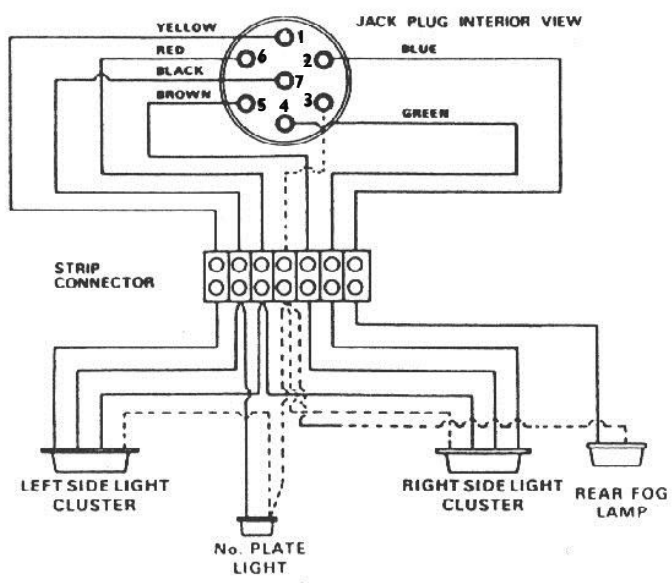 JACK PLUG INTERIOR VIEW
YELLOW
1
RED
6
2
BLUE
BLACK
7
BROWN
5
4
3
GREEN
STRIP
CONNECTOR
LEFT SIDE LIGHT
CLUSTER
No. PLATE
LIGHT
RIGHT SIDE LIGHT
CLUSTER
REAR FOG
LAMP